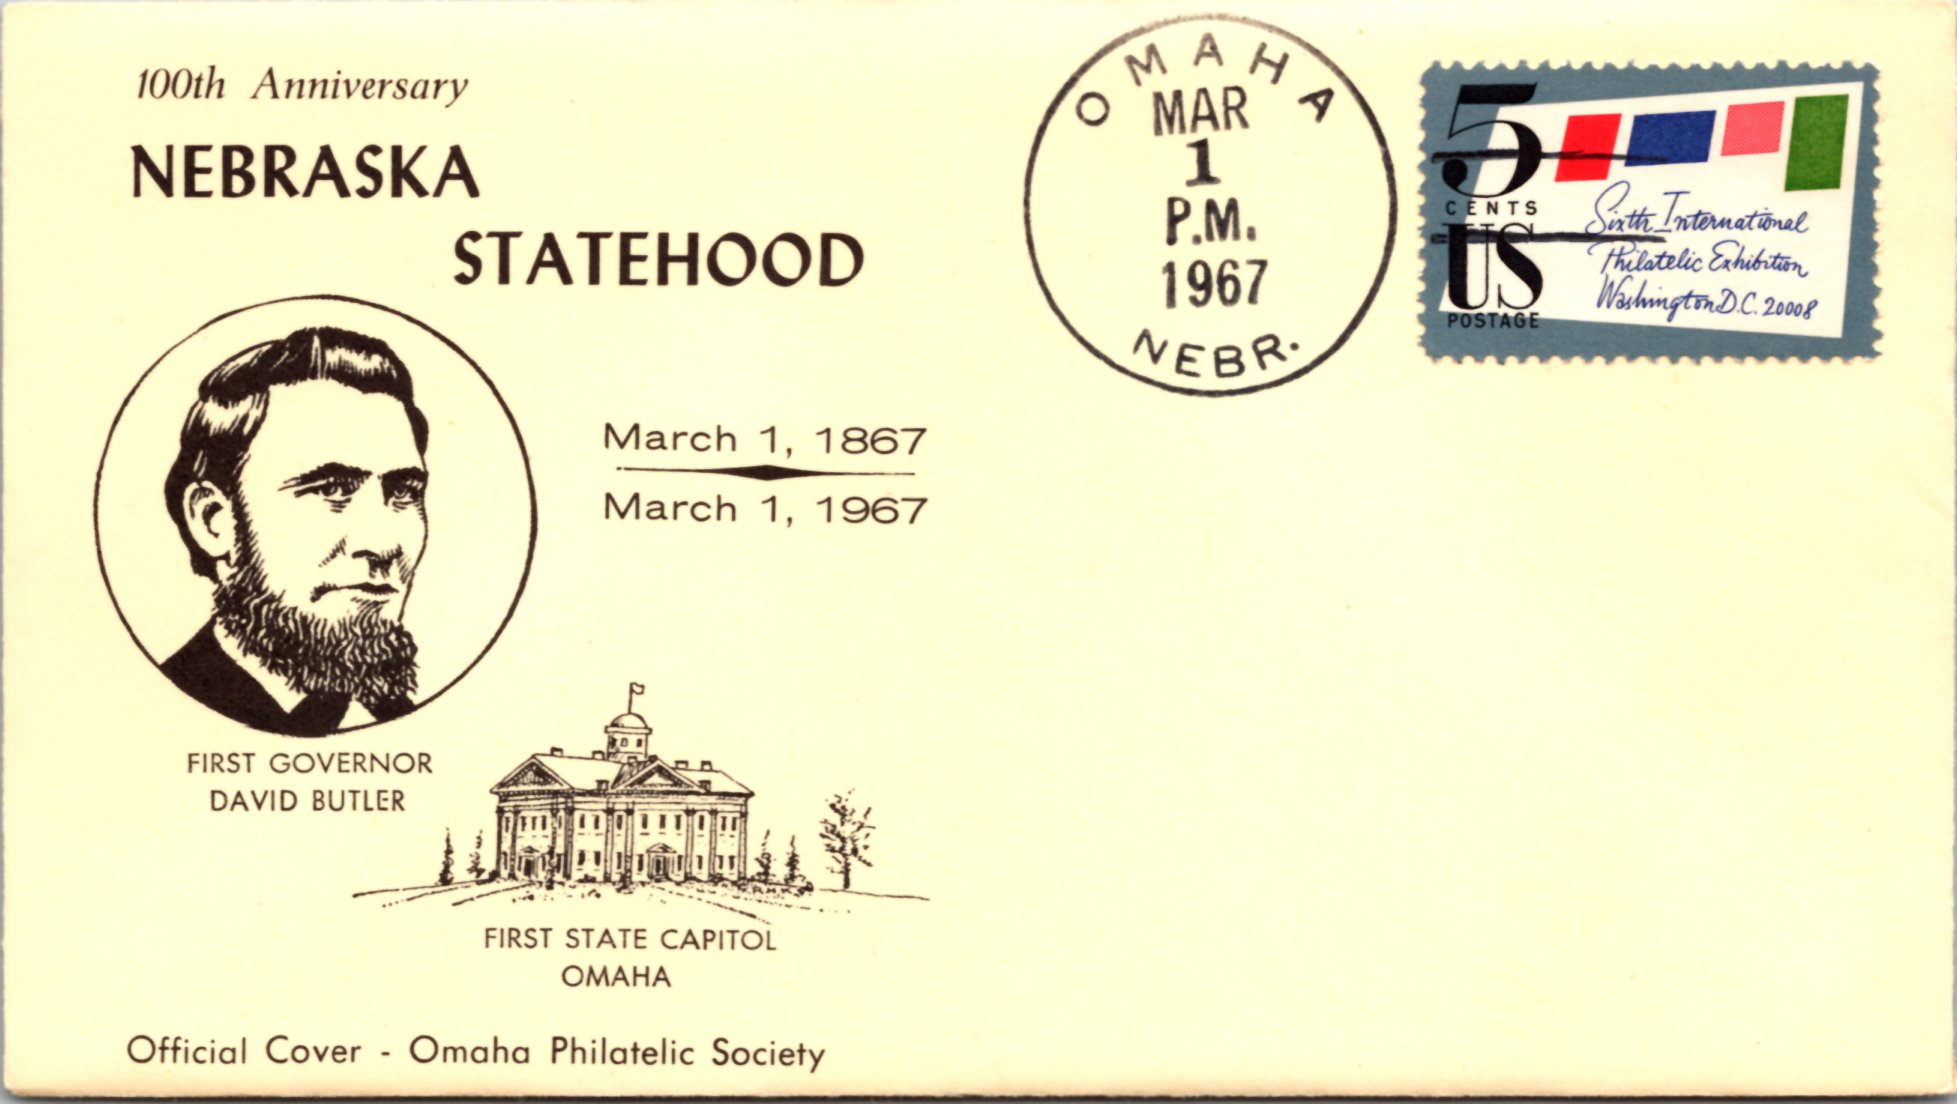 100th Anniversary
NEBRASKA
STATEHOOD
March 1, 1867
March 1, 1967
FIRST GOVERNOR
DAVID BUTLER
FIRST STATE CAPITOL
OMAHA
Official Cover - Omaha Philatelic Society
OMAHA
MAR
1
P.M.
1967
NEBR.
5
CENTS
US
POSTAGE
Sixth International
Philatelic Exhibition
Washington D.C. 20008